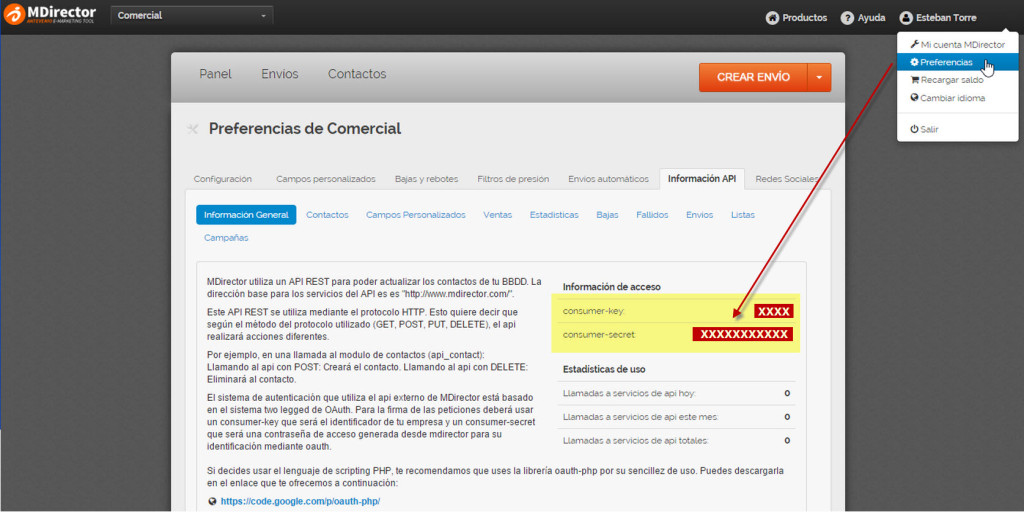 MDirector
ANTEVENIO E-MARKETING TOOL
Comercial
Productos
Ayuda
Esteban Torre
Mi cuenta MDirector
Preferencias
Recargar saldo
Cambiar idioma
Salir
Panel
Envíos
Contactos
CREAR ENVÍO
Preferencias de Comercial
Configuración
Campos personalizados
Bajas y rebotes
Filtros de presión
Envíos automáticos
Información API
Redes Sociales
Información General
Contactos
Campos Personalizados
Ventas
Estadísticas
Bajas
Fallidos
Envíos
Listas
Campañas
MDirector utiliza un API REST para poder actualizar los contactos de tu BBDD. La
dirección base para los servicios del API es es "http://www.mdirector.com/".
Este API REST se utiliza mediante el protocolo HTTP. Esto quiere decir que
según el método del protocolo utilizado (GET, POST, PUT, DELETE), el api
realizará acciones diferentes.
Por ejemplo, en una llamada al modulo de contactos (api_contact):
Llamando al api con POST: Creará el contacto. Llamando al api con DELETE:
Eliminará al contacto.
El sistema de autenticación que utiliza el api externo de MDirector está basado
en el sistema two legged de OAuth. Para la firma de las peticiones deberá usar
un consumer-key que será el identificador de tu empresa y un consumer-secret
que será una contraseña de acceso generada desde mdirector para su
identificación mediante oauth.
Información de acceso
consumer-key: XXXX
consumer-secret: XXXXXXXXXXX
Estadísticas de uso
Llamadas a servicios de api hoy: 0
Llamadas a servicios de api este mes: 0
Llamadas a servicios de api totales: 0
Si decides usar el lenguaje de scripting PHP, te recomendamos que uses la librería oauth-php por su sencillez de uso. Puedes descargarla
en el enlace que te ofrecemos a continuación:
https://code.google.com/p/oauth-php/